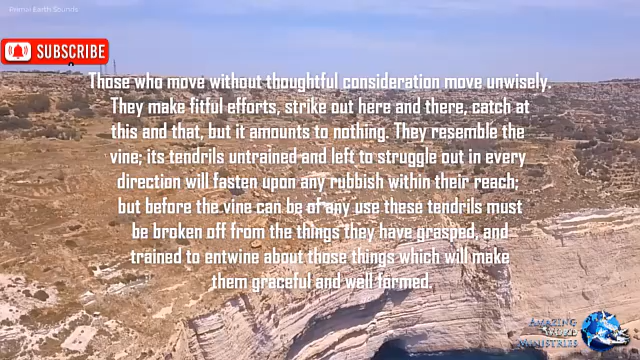 Primal Earth Sounds
SUBSCRIBE
Those who move without thoughtful consideration move unwisely.
They make fitful efforts, strike out here and there, catch at
this and that, but it amounts to nothing. They resemble the
vine; its tendrils untrained and left to struggle out in every
direction will fasten upon any rubbish within their reach;
but before the vine can be of any use these tendrils must
be broken off from the things they have grasped, and
trained to entwine about those things which will make
them graceful and well formed.
AMAZING
WORD
MINISTRIES